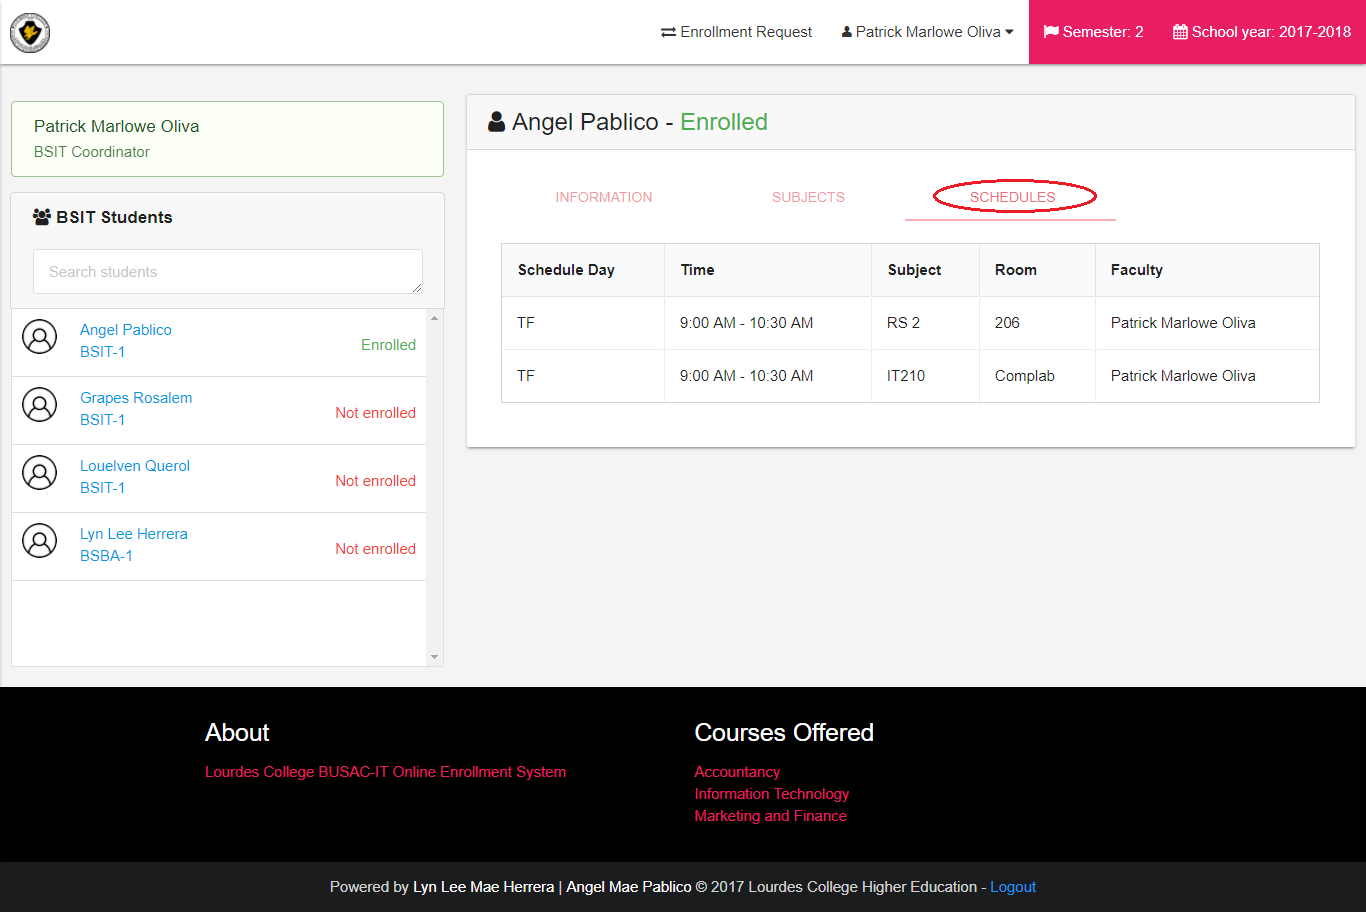 Enrollment Request
Patrick Marlowe Oliva
Semester: 2
School year: 2017-2018
Patrick Marlowe Oliva
BSIT Coordinator
BSIT Students
Search students
Angel Pablico
BSIT-1
Enrolled
Grapes Rosalem
BSIT-1
Not enrolled
Louelven Querol
BSIT-1
Not enrolled
Lyn Lee Herrera
BSBA-1
Not enrolled
Angel Pablico - Enrolled
INFORMATION SUBJECTS SCHEDULES
Schedule Day Time Subject Room Faculty
TF 9:00 AM - 10:30 AM RS 2 206 Patrick Marlowe Oliva
TF 9:00 AM - 10:30 AM IT210 Complab Patrick Marlowe Oliva
About
Lourdes College BUSAC-IT Online Enrollment System
Courses Offered
Accountancy
Information Technology
Marketing and Finance
Powered by Lyn Lee Mae Herrera | Angel Mae Pablico © 2017 Lourdes College Higher Education - Logout